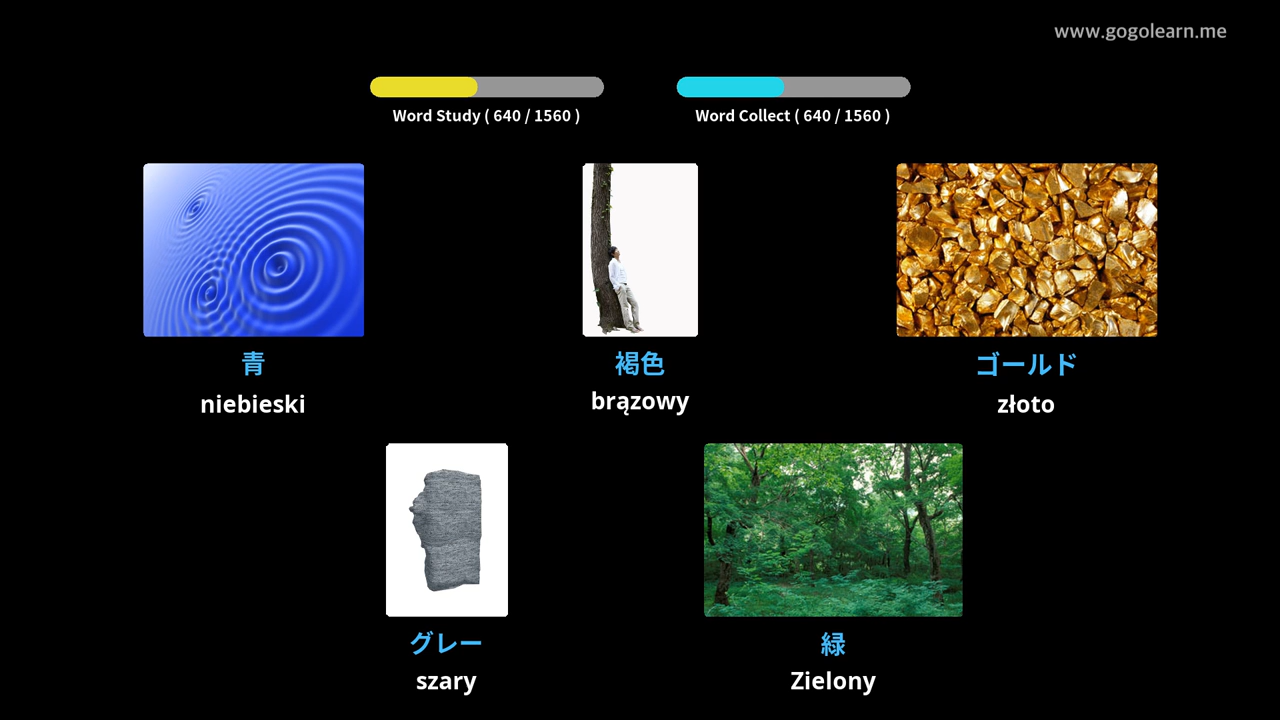 www.gogolearn.me
Word Study ( 640 / 1560 )
Word Collect ( 640 / 1560 )
青
niebieski
褐色
brązowy
ゴールド
złoto
グレー
szary
緑
Zielony